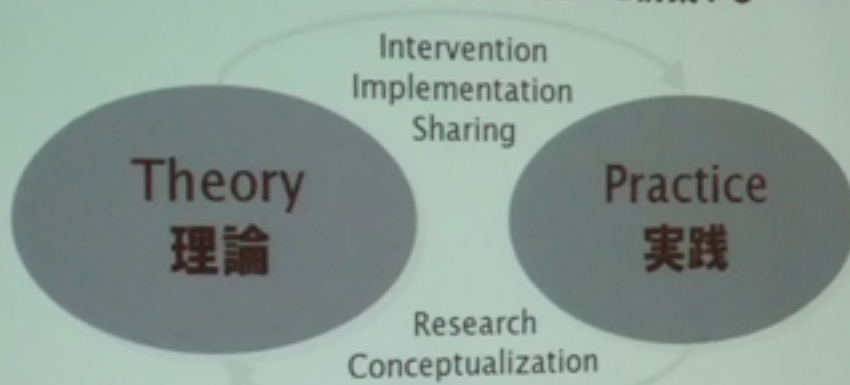 Intervention
Implementation
Sharing
Theory
理論
Practice
実践
Research
Conceptualization